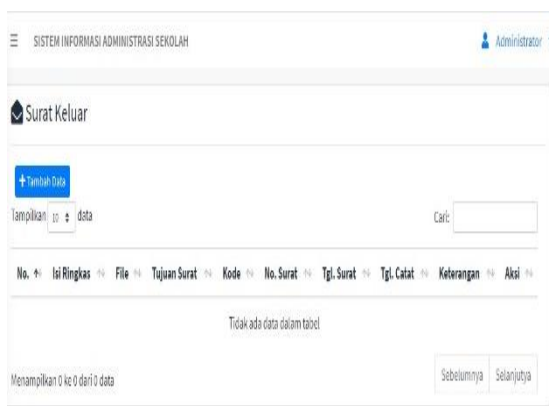 SISTEM INFORMASI ADMINISTRASI SEKOLAH Administrator
Surat Keluar
+ Tambah Data
Tampilkan 10 data Cari:
No. Isi Ringkas File Tujuan Surat Kode No. Surat Tgl. Surat Tgl. Catat Keterangan Aksi
Tidak ada data dalam tabel
Menampilkan 0 ke 0 dari 0 data Sebelumnya Selanjutya